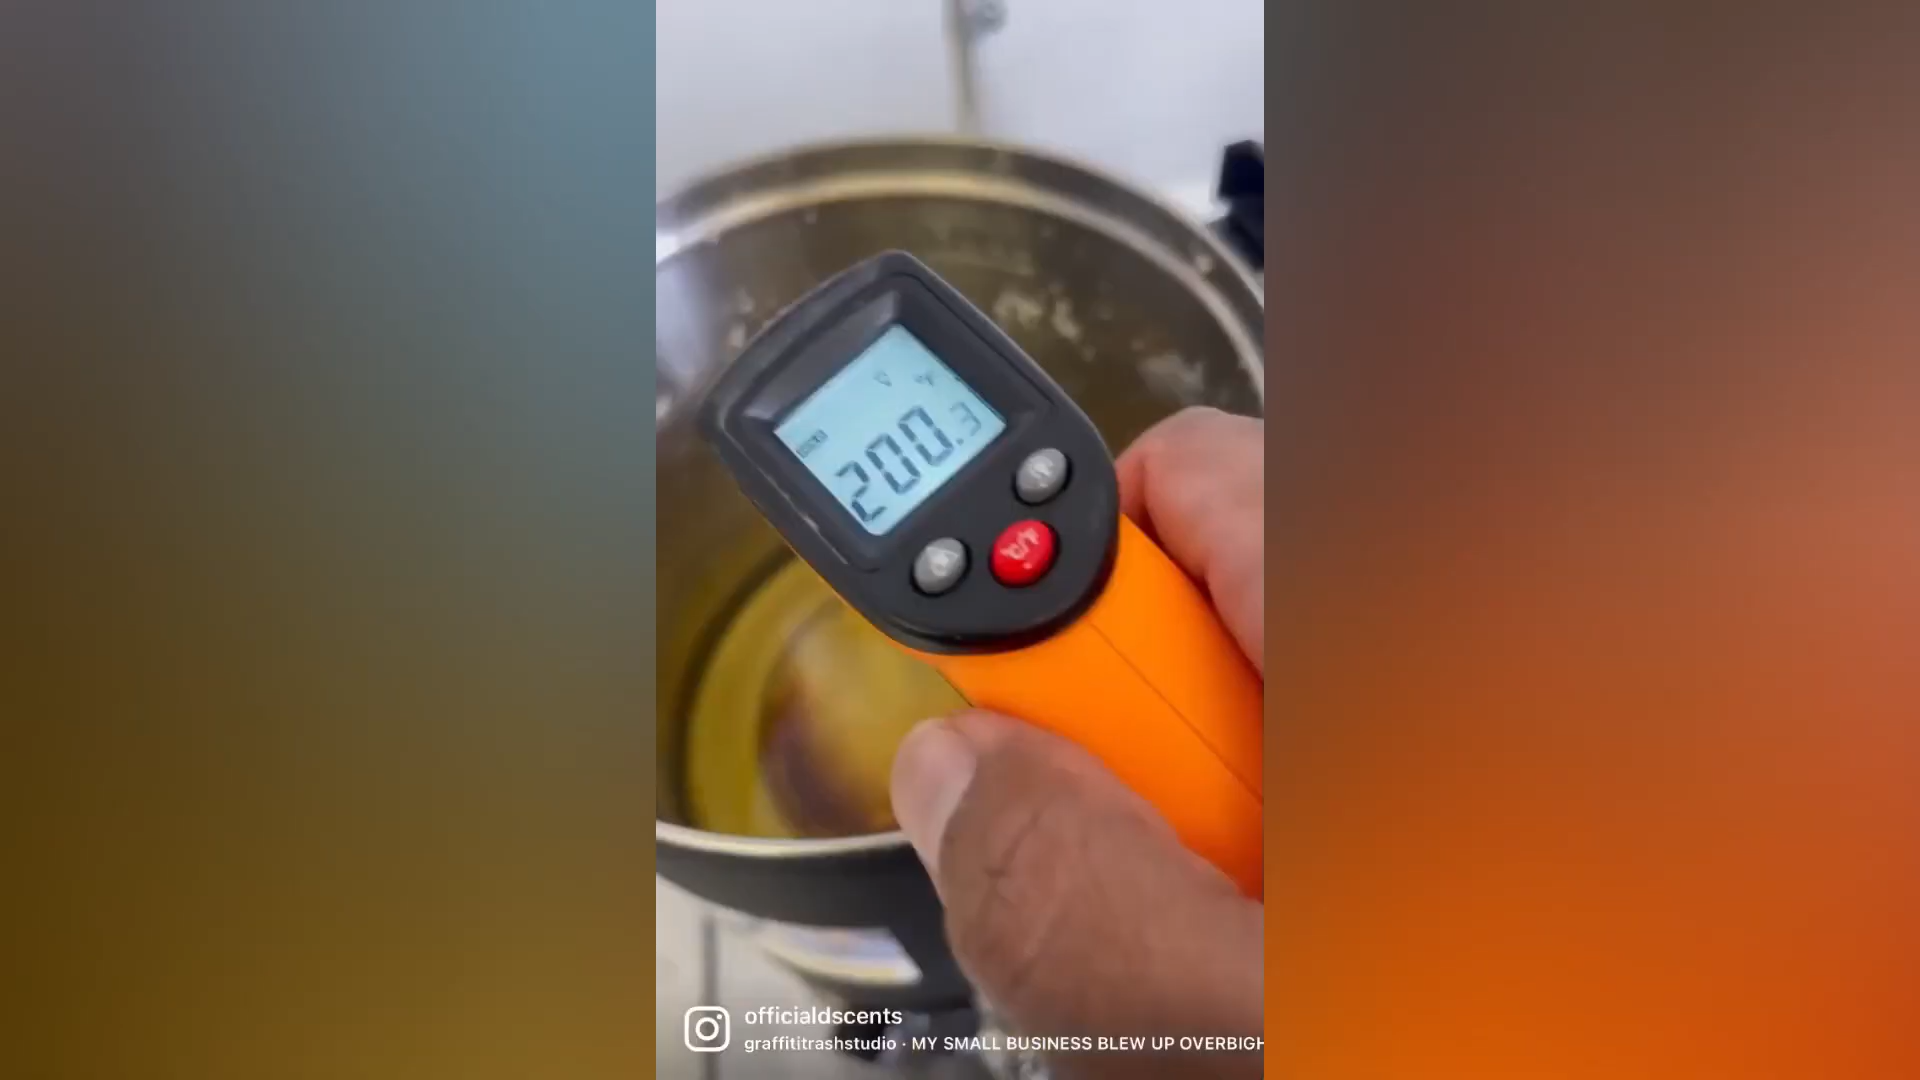 °F
200.3
°C/°F
officialdscents
graffititrashstudio · MY SMALL BUSINESS BLEW UP OVERBIGH